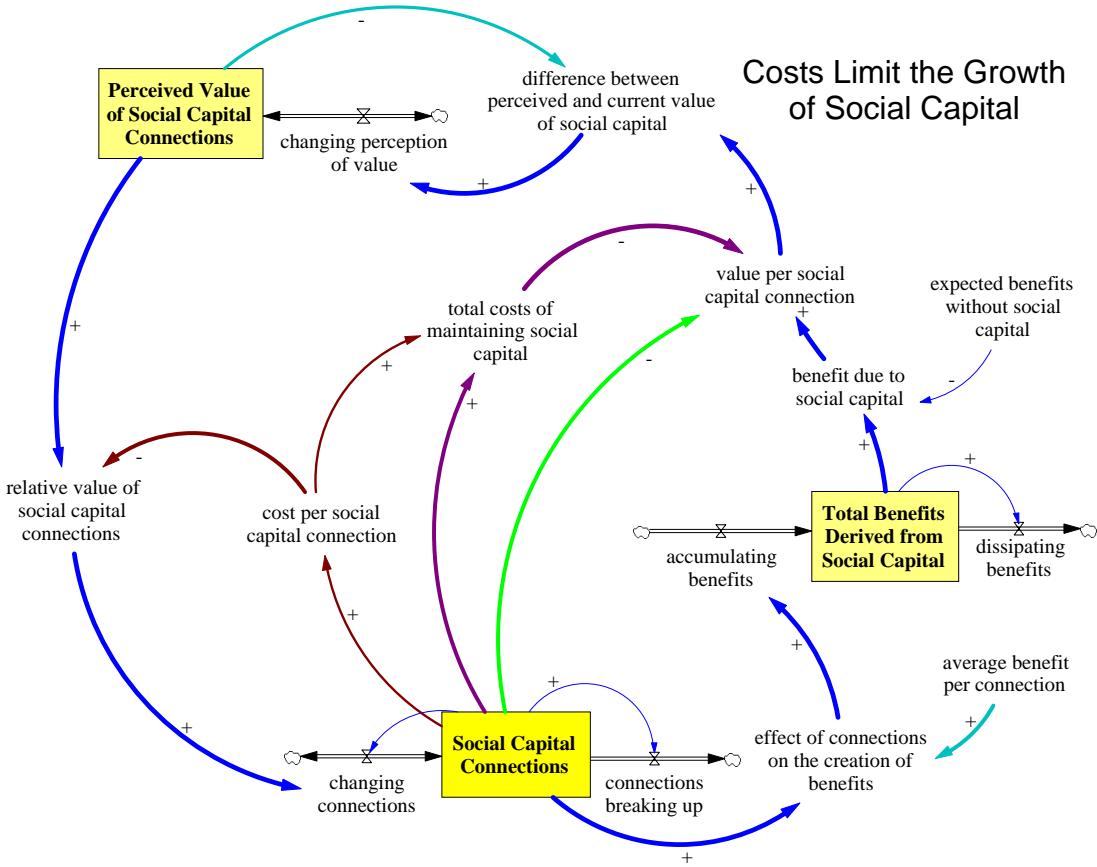 Costs Limit the Growth
of Social Capital
-
Perceived Value
of Social Capital
Connections
changing perception
of value
difference between
perceived and current value
of social capital
+
+
-
value per social
capital connection
+
expected benefits
without social
capital
-
total costs of
maintaining social
capital
+
+
-
benefit due to
social capital
+
+
+
-
relative value of
social capital
connections
cost per social
capital connection
+
Total Benefits
Derived from
Social Capital
accumulating
benefits
dissipating
benefits
+
+
average benefit
per connection
+
effect of connections
on the creation of
benefits
+
+
Social Capital
Connections
changing
connections
connections
breaking up
+